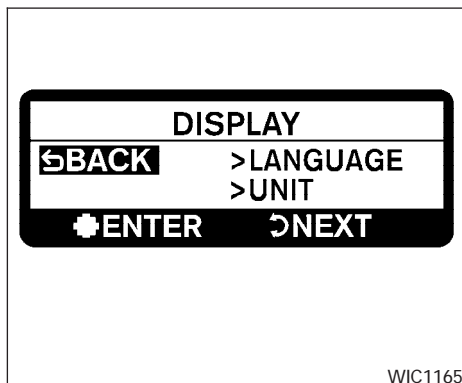 DISPLAY
BACK >LANGUAGE
>UNIT
ENTER NEXT
WIC1165